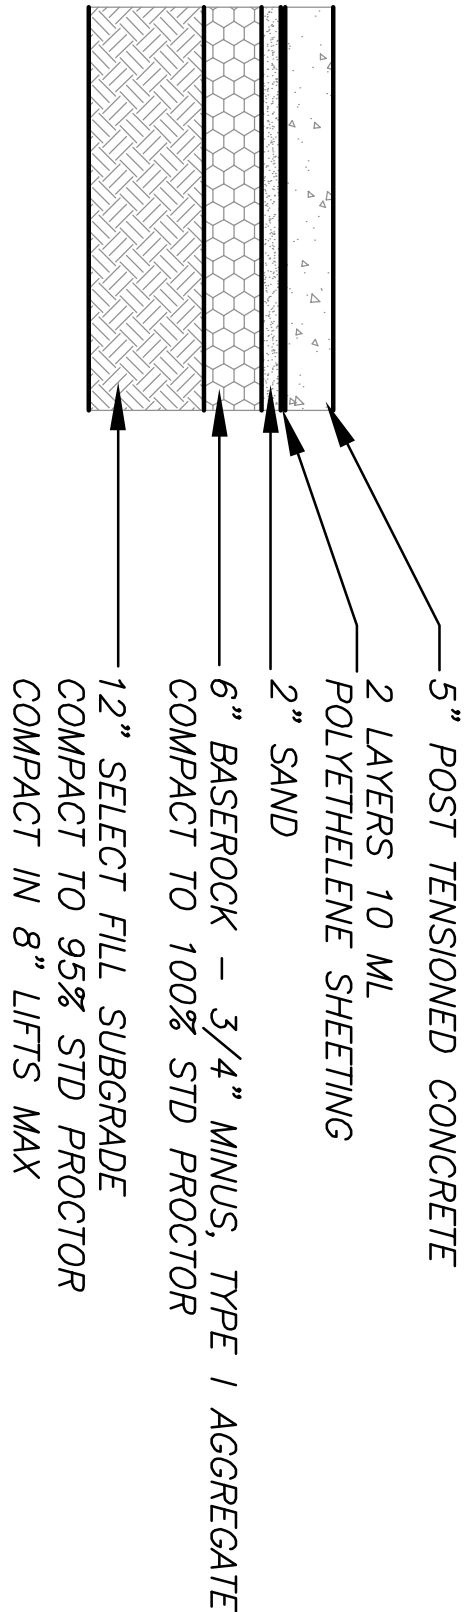 5" POST TENSIONED CONCRETE
2 LAYERS 10 ML
POLYETHELENE SHEETING
2" SAND
6" BASEROCK – 3/4" MINUS, TYPE 1 AGGREGATE
COMPACT TO 100% STD PROCTOR
12" SELECT FILL SUBGRADE
COMPACT TO 95% STD PROCTOR
COMPACT IN 8" LIFTS MAX